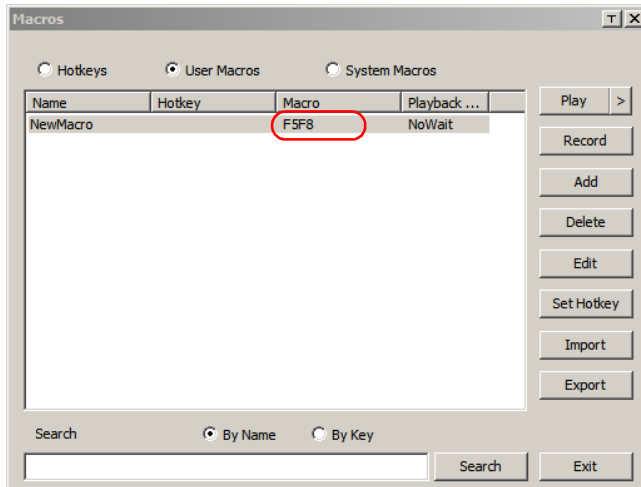 Macros T X
Hotkeys User Macros System Macros
Name Hotkey Macro Playback ...
NewMacro F5F8 NoWait
Play >
Record
Add
Delete
Edit
Set Hotkey
Import
Export
Search By Name By Key
Search Exit